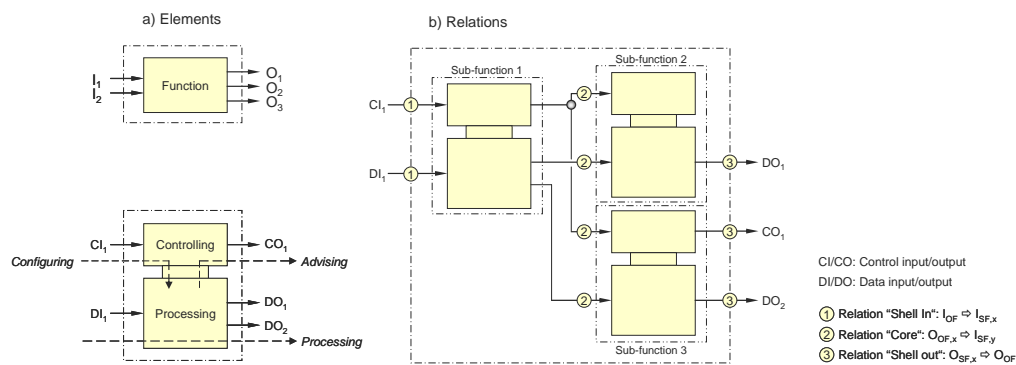 a) Elements
I1
I2
Function
O1
O2
O3
CI1
Controlling
CO1
Configuring
Advising
DI1
Processing
DO1
DO2
Processing
b) Relations
Sub-function 1
Sub-function 2
CI1
1
2
DI1
1
2
3
DO1
2
3
CO1
2
3
DO2
Sub-function 3
CI/CO: Control input/output
DI/DO: Data input/output
1 Relation “Shell In“: IOF ⇨ ISF,x
2 Relation “Core“: OOF,x ⇨ ISF,y
3 Relation “Shell out“: OSF,x ⇨ OOF